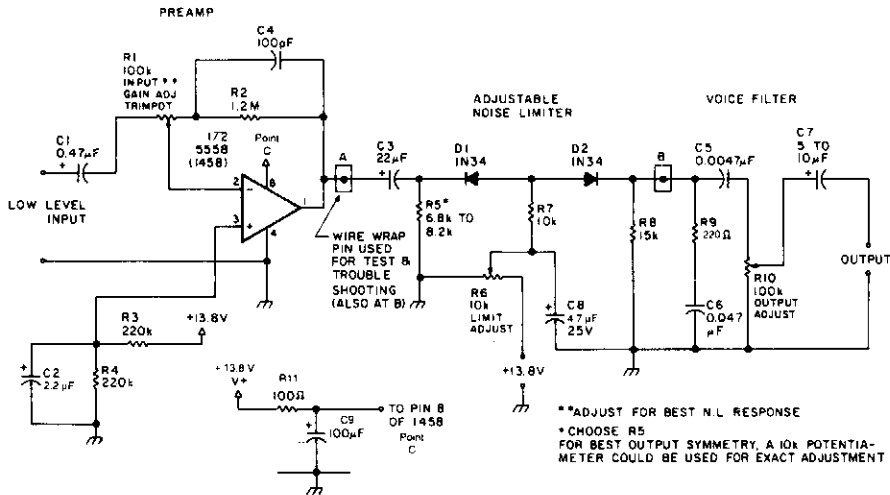 PREAMP
C4
100pF
R1
100k
INPUT**
GAIN ADJ
TRIMPOT
R2
1.2M
1/2
5558
(1458)
Point
C
C1
0.47µF
+
LOW LEVEL
INPUT
2
-
3
+
8
1
4
A
WIRE WRAP
PIN USED
FOR TEST &
TROUBLE
SHOOTING
(ALSO AT B)
ADJUSTABLE
NOISE LIMITER
C3
22µF
+
D1
1N34
D2
1N34
R5*
6.8k TO
8.2k
R7
10k
R6
10k
LIMIT
ADJUST
C8
47µF
25V
+
+13.8V
R8
15k
VOICE FILTER
B
C5
0.0047µF
R9
220Ω
C6
0.047
µF
C7
5 TO
10µF
+
R10
100k
OUTPUT
ADJUST
OUTPUT
R3
220k
+13.8V
C2
2.2µF
+
R4
220k
+13.8V
V+
R11
100Ω
C9
100µF
+
TO PIN 8
OF 1458
Point
C
**ADJUST FOR BEST N.L RESPONSE
*CHOOSE R5
FOR BEST OUTPUT SYMMETRY, A 10k POTENTIA-
METER COULD BE USED FOR EXACT ADJUSTMENT